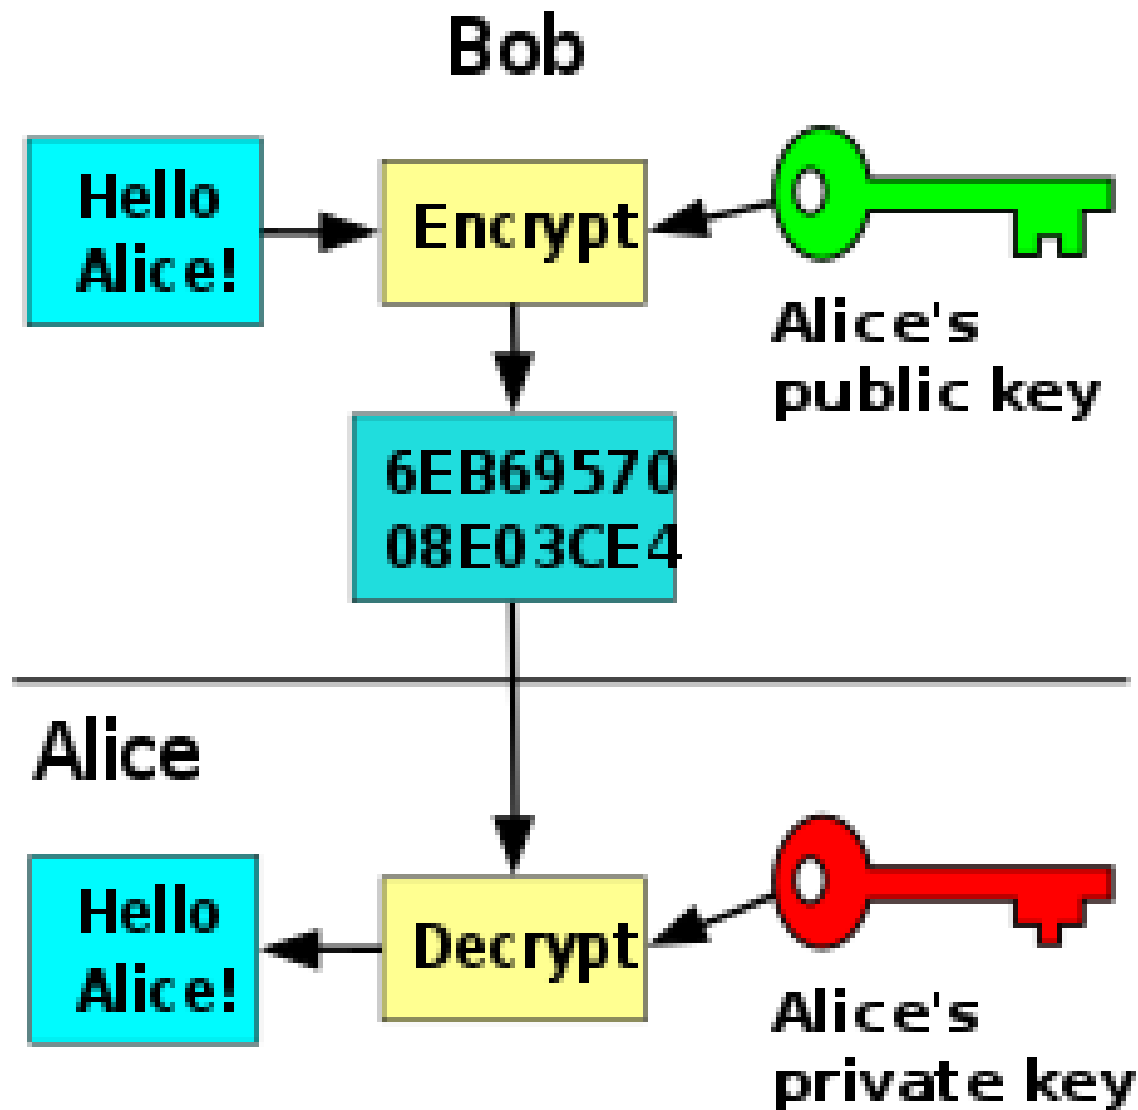 Bob
Hello
Alice!
Encrypt
Alice's
public key
6EB69570
08E03CE4
Alice
Hello
Alice!
Decrypt
Alice's
private key